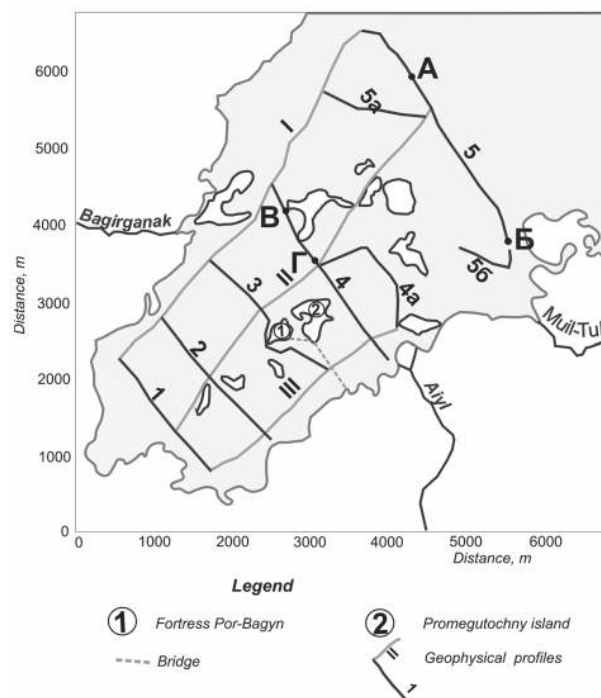 6000
A
5а
I
5000
5
В
Bagirganak
4000
Б
Г
II
5б
3
4
4a
3000
2
Distance, m
1
Muil-Tul
2
2000
III
1
Aiyl
1000
0
0 1000 2000 3000 4000 5000 6000
Distance, m
Legend
1 Fortress Por-Bagyn 2 Promegutochny island
Bridge II 1 Geophysical profiles